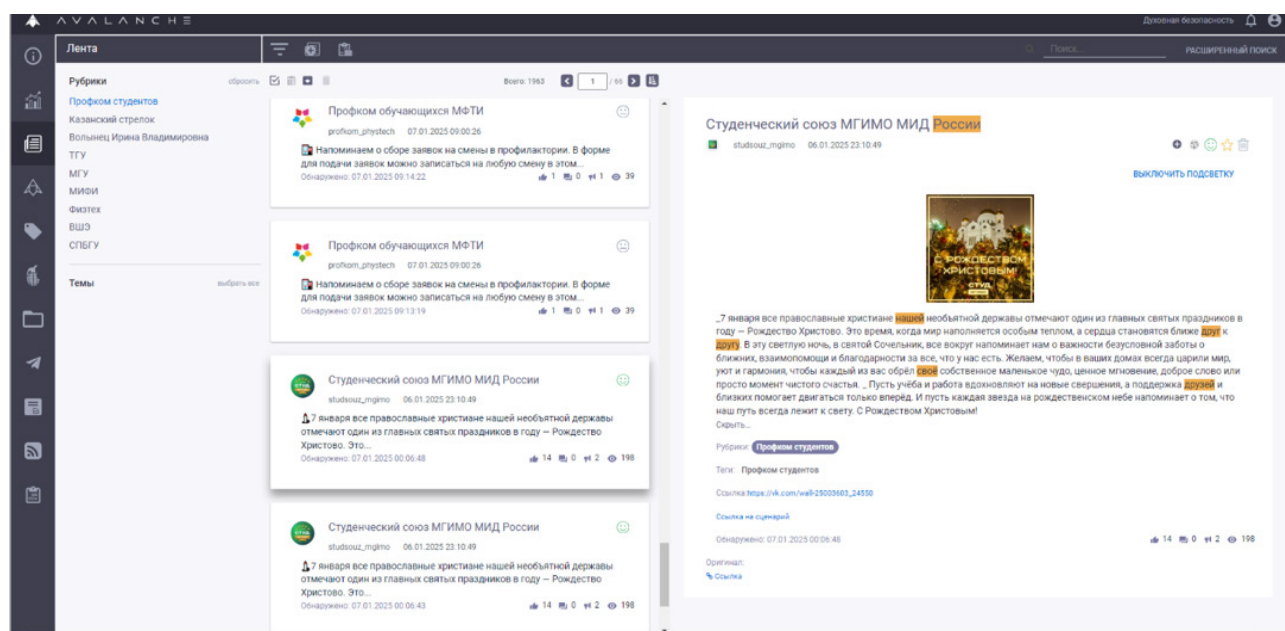 AVALANCHE
Духовная безопасность
Лента
Поиск...
РАСШИРЕННЫЙ ПОИСК
Рубрики
сбросить
Профком студентов
Казанский стрелок
Волынец Ирина Владимировна
ТГУ
МГУ
МИФИ
Физтех
ВШЭ
СПБГУ
Темы
выбрать все
Всего: 1963
1 / 66
Профком обучающихся МФТИ
profkom_phystech 07.01.2025 09:00:26
Напоминаем о сборе заявок на смены в профилактории. В форме
для подачи заявок можно записаться на любую смену в этом...
Обнаружено: 07.01.2025 09:14:22 1 0 1 39
Профком обучающихся МФТИ
profkom_phystech 07.01.2025 09:00:26
Напоминаем о сборе заявок на смены в профилактории. В форме
для подачи заявок можно записаться на любую смену в этом...
Обнаружено: 07.01.2025 09:13:19 1 0 1 39
Студенческий союз МГИМО МИД России
studsouz_mgimo 06.01.2025 23:10:49
7 января все православные христиане нашей необъятной державы
отмечают один из главных святых праздников в году — Рождество
Христово. Это...
Обнаружено: 07.01.2025 00:06:48 14 0 2 198
Студенческий союз МГИМО МИД России
studsouz_mgimo 06.01.2025 23:10:49
7 января все православные христиане нашей необъятной державы
отмечают один из главных святых праздников в году — Рождество
Христово. Это...
Обнаружено: 07.01.2025 00:06:43 14 0 2 198
Студенческий союз МГИМО МИД России
studsouz_mgimo 06.01.2025 23:10:49
ВЫКЛЮЧИТЬ ПОДСВЕТКУ
С РОЖДЕСТВОМ
ХРИСТОВЫМ!
СТУД
_7 января все православные христиане нашей необъятной державы отмечают один из главных святых праздников в
году — Рождество Христово. Это время, когда мир наполняется особым теплом, а сердца становятся ближе друг к
другу. В эту светлую ночь, в святой Сочельник, все вокруг напоминает нам о важности безусловной заботы о
ближних, взаимопомощи и благодарности за все, что у нас есть. Желаем, чтобы в ваших домах всегда царили мир,
уют и гармония, чтобы каждый из вас обрёл своё собственное маленькое чудо, ценное мгновение, доброе слово или
просто момент чистого счастья. _ Пусть учёба и работа вдохновляют на новые свершения, а поддержка друзей и
близких помогает двигаться только вперёд. И пусть каждая звезда на рождественском небе напоминает о том, что
наш путь всегда лежит к свету. С Рождеством Христовым!
Скрыть...
Рубрики: Профком студентов
Теги: Профком студентов
Ссылка:https://vk.com/wall-25003603_24550
Ссылка на сценарий
Обнаружено: 07.01.2025 00:06:48 14 0 2 198
Оригинал:
Ссылка